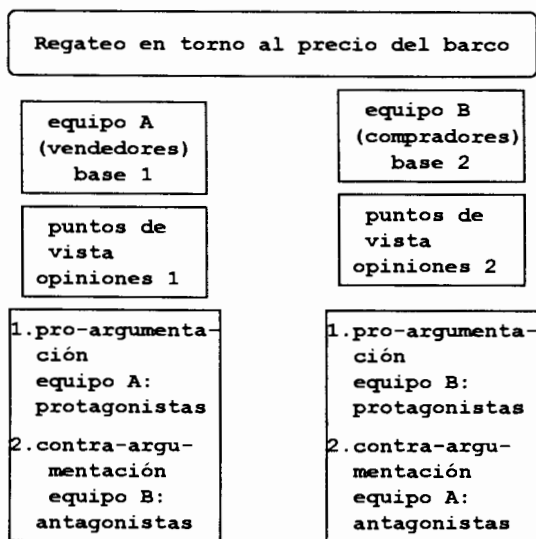 Regateo en torno al precio del barco
equipo A
(vendedores)
base 1
equipo B
(compradores)
base 2
puntos de
vista
opiniones 1
puntos de
vista
opiniones 2
1.pro-argumenta-
ción
equipo A:
protagonistas
2.contra-argu-
mentación
equipo B:
antagonistas
1.pro-argumenta-
ción
equipo B:
protagonistas
2.contra-argu-
mentación
equipo A:
antagonistas